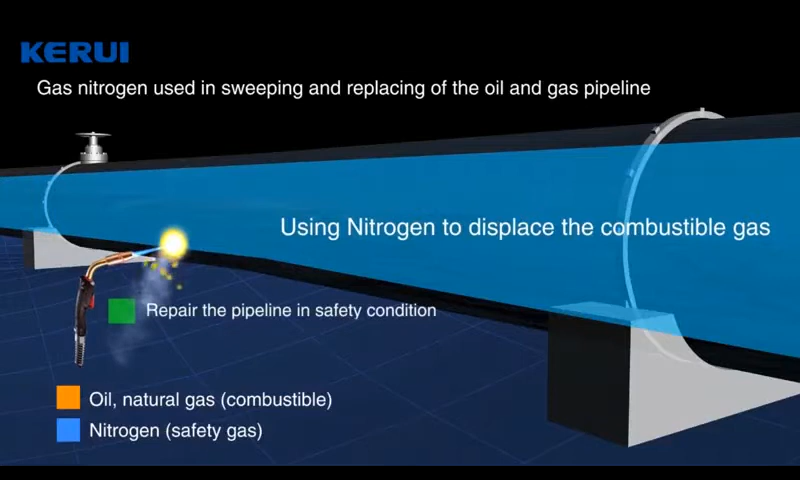 KERUI
Gas nitrogen used in sweeping and replacing of the oil and gas pipeline
Using Nitrogen to displace the combustible gas
Repair the pipeline in safety condition
Oil, natural gas (combustible)
Nitrogen (safety gas)